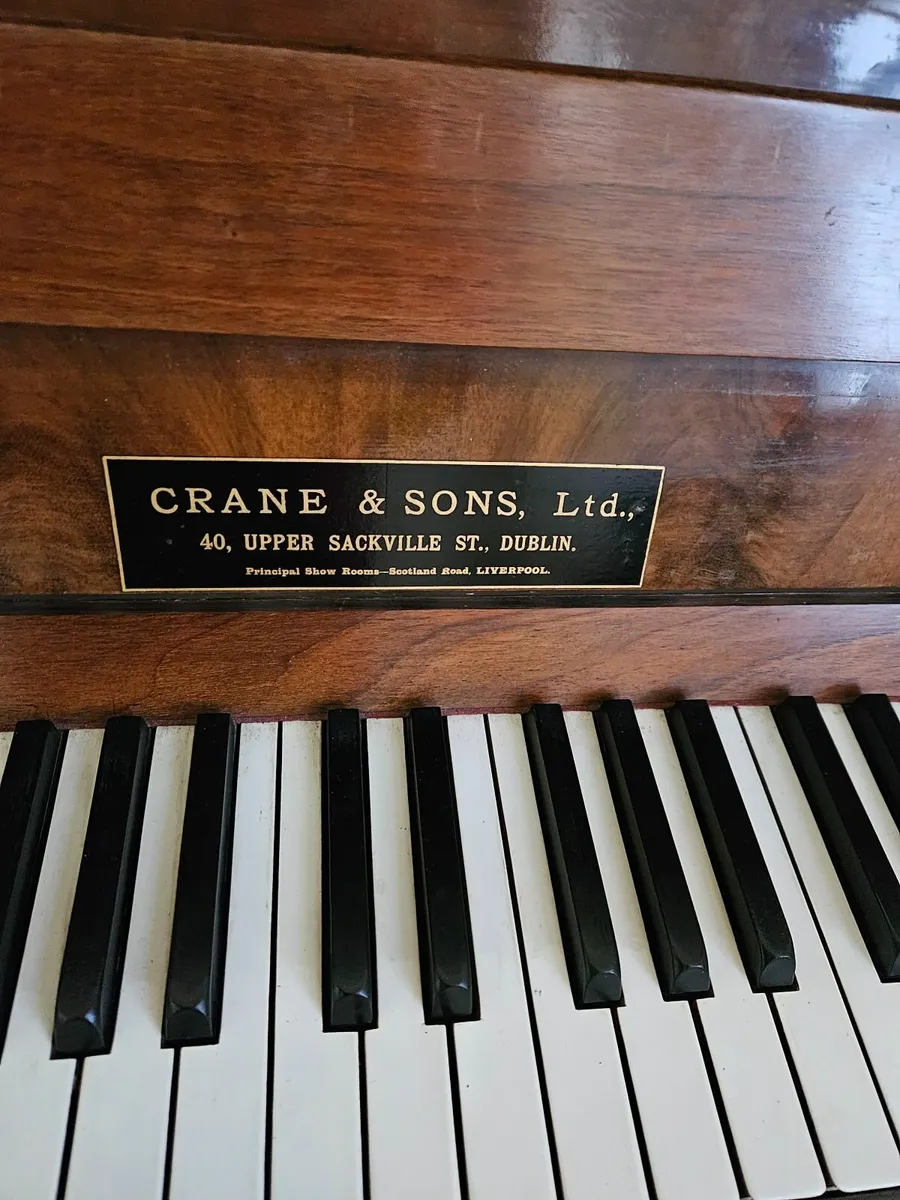 CRANE & SONS, Ltd.,
40, UPPER SACKVILLE ST., DUBLIN.
Principal Show Rooms—Scotland Road, LIVERPOOL.